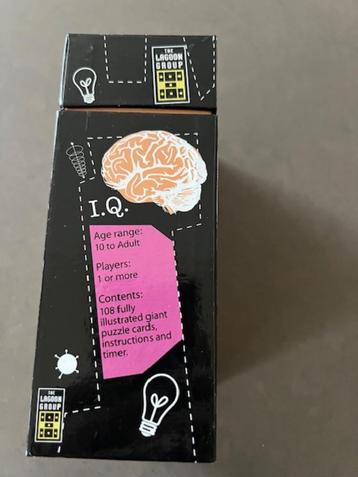 THE
LAGOON
GROUP
I.Q.
Age range:
10 to Adult
Players:
1 or more
Contents:
108 fully
illustrated giant
puzzle cards,
instructions and
timer.
THE
LAGOON
GROUP